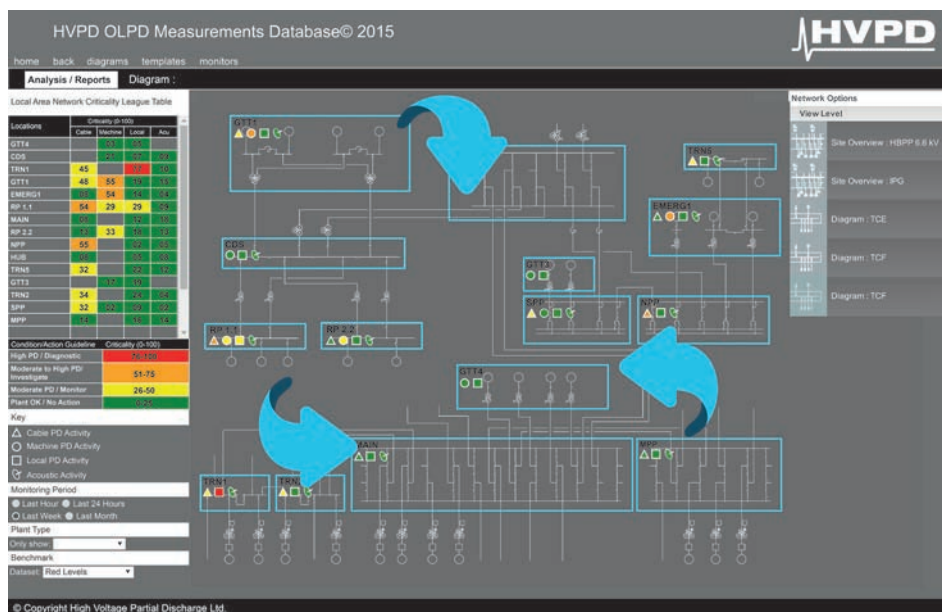 HVPD OLPD Measurements Database© 2015
HVPD
home back diagrams templates monitors
Analysis / Reports Diagram :
Local Area Network Criticality League Table
Locations Criticality (0-100)
Cable Machine Local Acu
GTT4
CDS
TRN1 45
GTT1 48 55
EMERG1 54
RP 1.1 54 29 29 09
MAIN
RP 2.2 33
NPP 55
HUB
TRN5 32
GTT3
TRN2 34
SPP 32
MPP
Condition/Action Guideline Criticality (0-100)
High PD / Diagnostic
Moderate to High PD/
Investigate 51-75
Moderate PD / Monitor 26-50
Plant OK / No Action
Key
Cable PD Activity
Machine PD Activity
Local PD Activity
Acoustic Activity
Monitoring Period
Last Hour Last 24 Hours
Last Week Last Month
Plant Type
Only show:
Benchmark
Dataset: Red Levels
GTT1
CDS
RP 1.1
RP 2.2
TRN5
EMERG1
GTT3
SPP
NPP
GTT4
MAIN
MPP
TRN1
Network Options
View Level
Site Overview : HBPP 6.6 kV
Site Overview : IPG
Diagram : TCE
Diagram : TCF
Diagram : TCF
© Copyright High Voltage Partial Discharge Ltd.